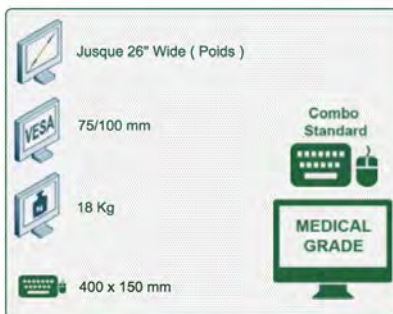 Jusque 26" Wide ( Poids )
VESA
75/100 mm
18 Kg
400 x 150 mm
Combo
Standard
MEDICAL
GRADE